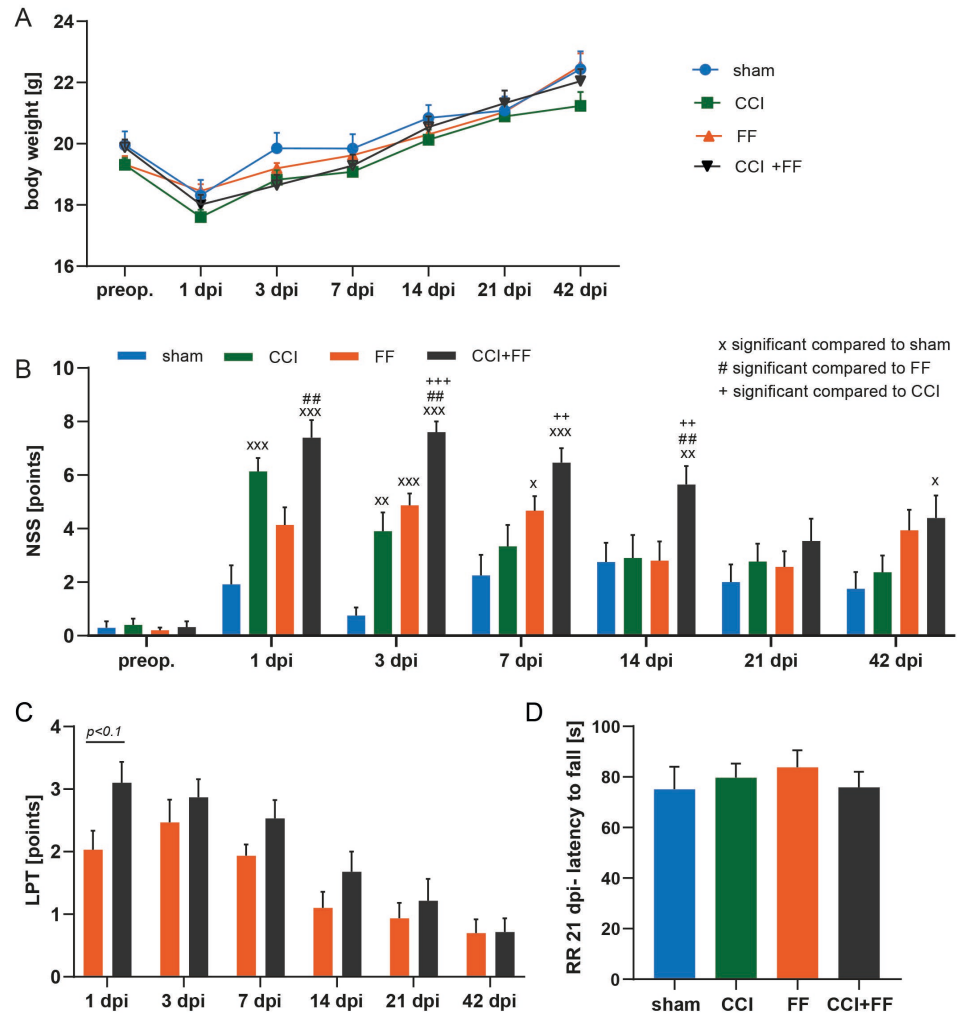 A
24
22
20
18
16
body weight [g]
preop. 1 dpi 3 dpi 7 dpi 14 dpi 21 dpi 42 dpi
sham
CCI
FF
CCI +FF
B
sham CCI FF CCI+FF
x significant compared to sham
# significant compared to FF
+ significant compared to CCI
10
8
6
4
2
0
NSS [points]
xxx
##
xxx
xx
xxx
+++
##
xxx
x
++
xxx
++
##
xx
x
preop. 1 dpi 3 dpi 7 dpi 14 dpi 21 dpi 42 dpi
C
4
3
2
1
0
LPT [points]
p<0.1
1 dpi 3 dpi 7 dpi 14 dpi 21 dpi 42 dpi
D
100
80
60
40
20
0
RR 21 dpi- latency to fall [s]
sham CCI FF CCI+FF